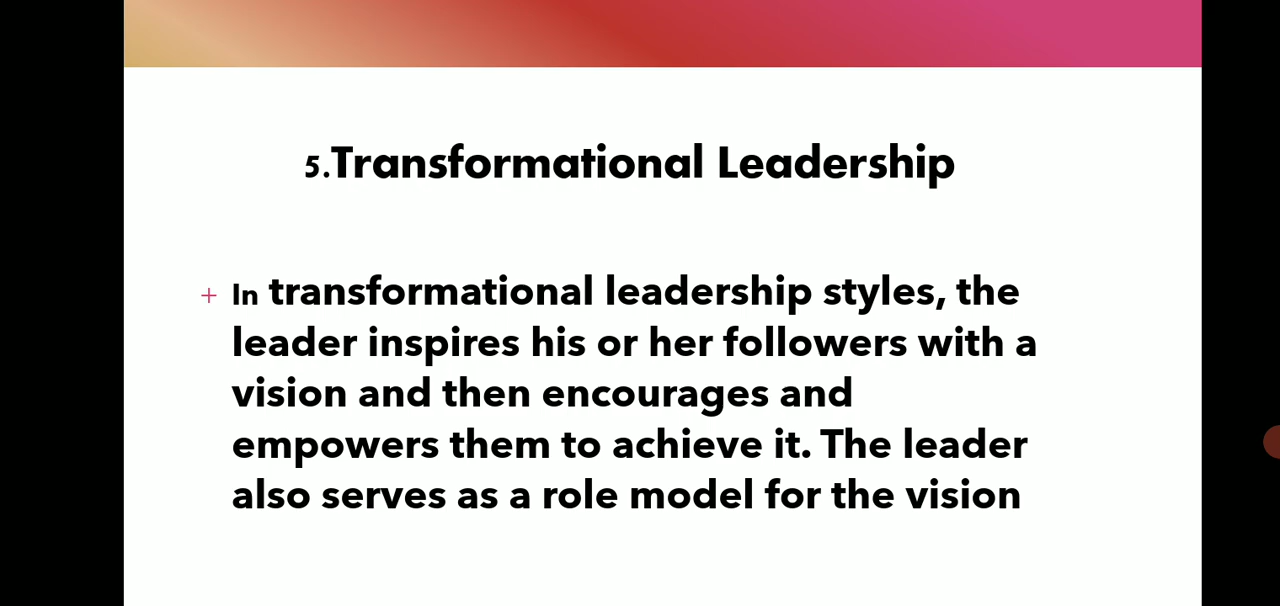 5.Transformational Leadership
+ In transformational leadership styles, the
leader inspires his or her followers with a
vision and then encourages and
empowers them to achieve it. The leader
also serves as a role model for the vision